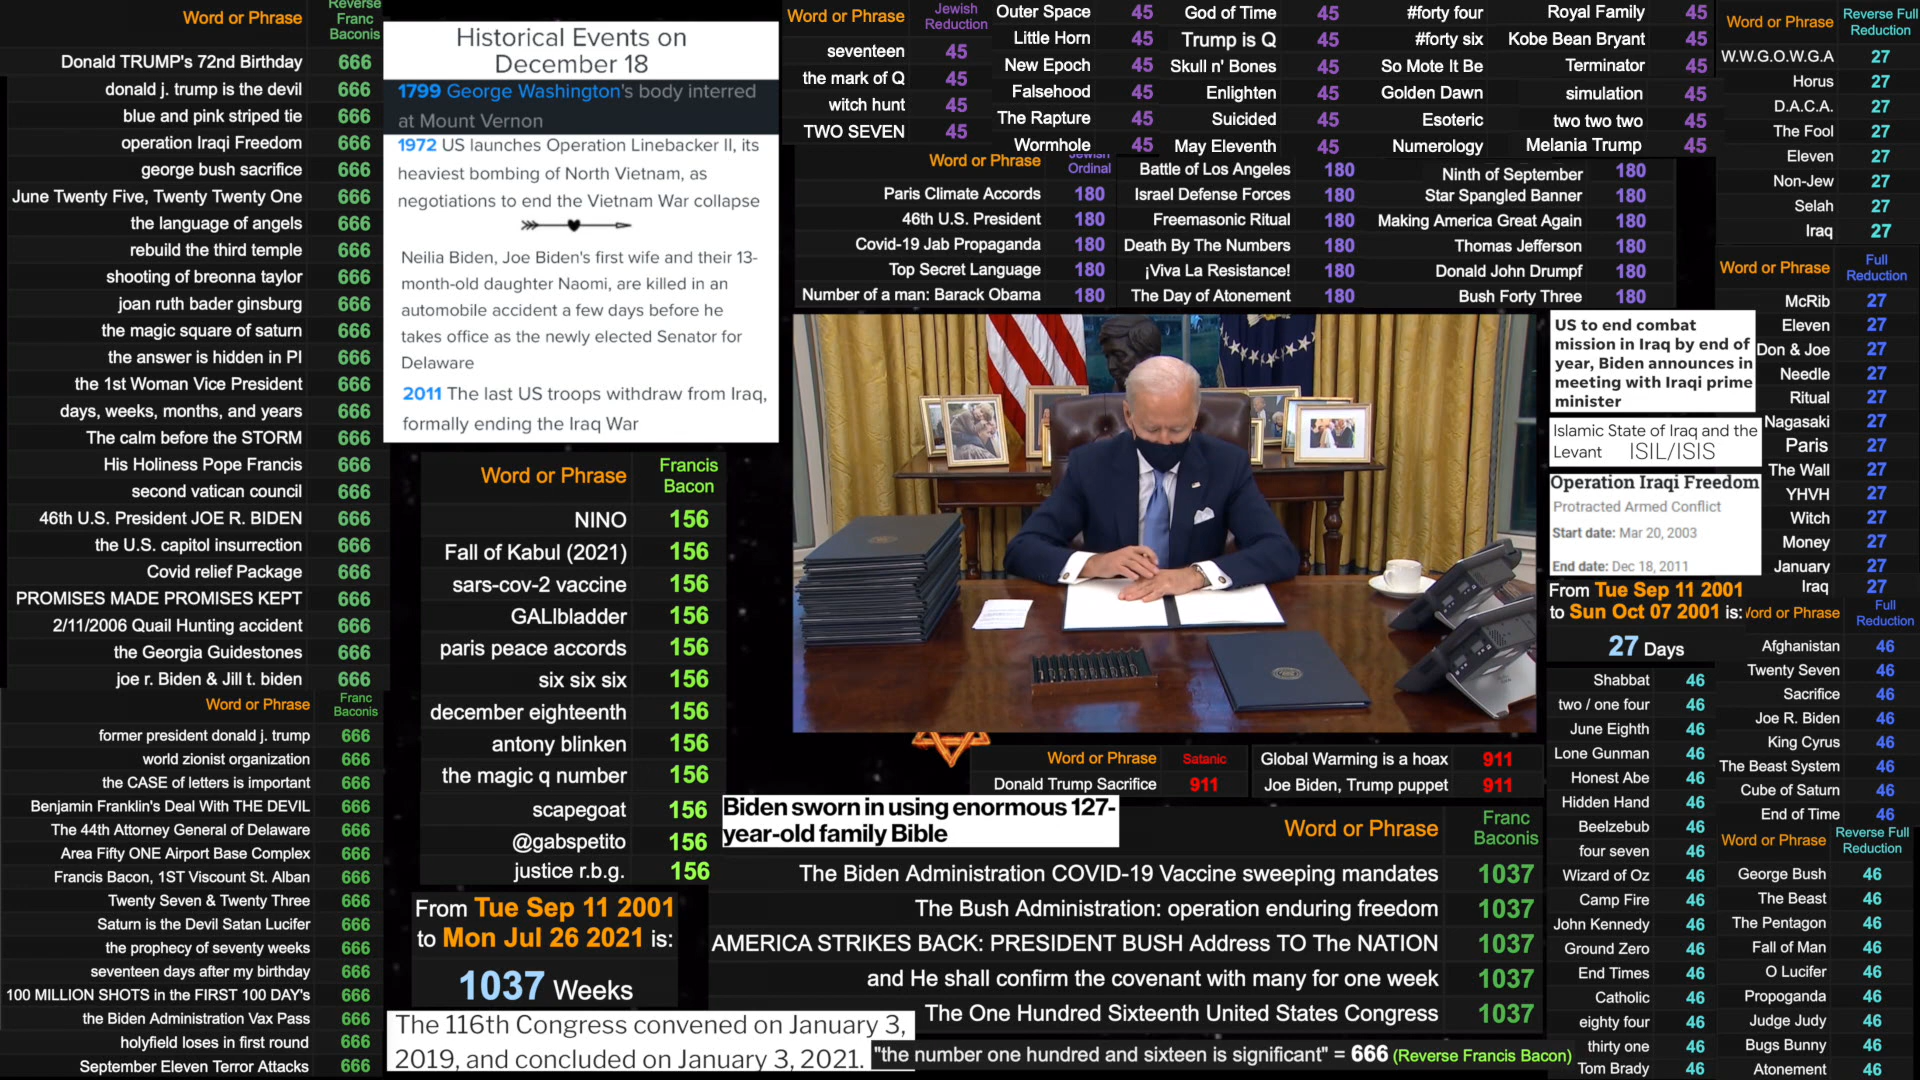 Word or Phrase Reverse Franc Baconis
Donald TRUMP's 72nd Birthday 666
donald j. trump is the devil 666
blue and pink striped tie 666
operation Iraqi Freedom 666
george bush sacrifice 666
June Twenty Five, Twenty Twenty One 666
the language of angels 666
rebuild the third temple 666
shooting of breonna taylor 666
joan ruth bader ginsburg 666
the magic square of saturn 666
the answer is hidden in PI 666
the 1st Woman Vice President 666
days, weeks, months, and years 666
The calm before the STORM 666
His Holiness Pope Francis 666
second vatican council 666
46th U.S. President JOE R. BIDEN 666
the U.S. capitol insurrection 666
Covid relief Package 666
PROMISES MADE PROMISES KEPT 666
2/11/2006 Quail Hunting accident 666
the Georgia Guidestones 666
joe r. Biden & Jill t. biden 666
Word or Phrase Franc Baconis
former president donald j. trump 666
world zionist organization 666
the CASE of letters is important 666
Benjamin Franklin's Deal With THE DEVIL 666
The 44th Attorney General of Delaware 666
Area Fifty ONE Airport Base Complex 666
Francis Bacon, 1ST Viscount St. Alban 666
Twenty Seven & Twenty Three 666
Saturn is the Devil Satan Lucifer 666
the prophecy of seventy weeks 666
seventeen days after my birthday 666
100 MILLION SHOTS in the FIRST 100 DAY's 666
the Biden Administration Vax Pass 666
holyfield loses in first round 666
September Eleven Terror Attacks 666
Historical Events on
December 18
1799 George Washington's body interred
at Mount Vernon
1972 US launches Operation Linebacker II, its
heaviest bombing of North Vietnam, as
negotiations to end the Vietnam War collapse
Neilia Biden, Joe Biden's first wife and their 13-
month-old daughter Naomi, are killed in an
automobile accident a few days before he
takes office as the newly elected Senator for
Delaware
2011 The last US troops withdraw from Iraq,
formally ending the Iraq War
Word or Phrase Francis Bacon
NINO 156
Fall of Kabul (2021) 156
sars-cov-2 vaccine 156
GALlbladder 156
paris peace accords 156
six six six 156
december eighteenth 156
antony blinken 156
the magic q number 156
scapegoat 156
@gabspetito 156
justice r.b.g. 156
From Tue Sep 11 2001
to Mon Jul 26 2021 is:
1037 Weeks
The 116th Congress convened on January 3,
2019, and concluded on January 3, 2021.
Word or Phrase Jewish Reduction
seventeen 45
the mark of Q 45
witch hunt 45
TWO SEVEN 45
Outer Space 45
Little Horn 45
New Epoch 45
Falsehood 45
The Rapture 45
Wormhole 45
God of Time 45
Trump is Q 45
Skull n' Bones 45
Enlighten 45
Suicided 45
May Eleventh 45
#forty four
#forty six
So Mote It Be
Golden Dawn
Esoteric
Numerology
Royal Family 45
Kobe Bean Bryant 45
Terminator 45
simulation 45
two two two 45
Melania Trump 45
Word or Phrase Jewish Ordinal
Paris Climate Accords 180
46th U.S. President 180
Covid-19 Jab Propaganda 180
Top Secret Language 180
Number of a man: Barack Obama 180
Battle of Los Angeles 180
Israel Defense Forces 180
Freemasonic Ritual 180
Death By The Numbers 180
¡Viva La Resistance! 180
The Day of Atonement 180
Ninth of September 180
Star Spangled Banner 180
Making America Great Again 180
Thomas Jefferson 180
Donald John Drumpf 180
Bush Forty Three 180
Word or Phrase Satanic
Donald Trump Sacrifice 911
Global Warming is a hoax 911
Joe Biden, Trump puppet 911
Biden sworn in using enormous 127-
year-old family Bible
Word or Phrase Franc Baconis
The Biden Administration COVID-19 Vaccine sweeping mandates 1037
The Bush Administration: operation enduring freedom 1037
AMERICA STRIKES BACK: PRESIDENT BUSH Address TO The NATION 1037
and He shall confirm the covenant with many for one week 1037
The One Hundred Sixteenth United States Congress 1037
"the number one hundred and sixteen is significant" = 666 (Reverse Francis Bacon)
US to end combat
mission in Iraq by end of
year, Biden announces in
meeting with Iraqi prime
minister
Islamic State of Iraq and the
Levant ISIL/ISIS
Operation Iraqi Freedom
Protracted Armed Conflict
Start date: Mar 20, 2003
End date: Dec 18, 2011
From Tue Sep 11 2001
to Sun Oct 07 2001 is:
27 Days
Shabbat 46
two / one four 46
June Eighth 46
Lone Gunman 46
Honest Abe 46
Hidden Hand 46
Beelzebub 46
four seven 46
Wizard of Oz 46
Camp Fire 46
John Kennedy 46
Ground Zero 46
End Times 46
Catholic 46
eighty four 46
thirty one 46
Tom Brady 46
Word or Phrase Reverse Full Reduction
W.W.G.O.W.G.A 27
Horus 27
D.A.C.A. 27
The Fool 27
Eleven 27
Non-Jew 27
Selah 27
Iraq 27
Word or Phrase Full Reduction
McRib 27
Eleven 27
Don & Joe 27
Needle 27
Ritual 27
Nagasaki 27
Paris 27
The Wall 27
YHVH 27
Witch 27
Money 27
January 27
Iraq 27
Word or Phrase Full Reduction
Afghanistan 46
Twenty Seven 46
Sacrifice 46
Joe R. Biden 46
King Cyrus 46
The Beast System 46
Cube of Saturn 46
End of Time 46
Word or Phrase Reverse Full Reduction
George Bush 46
The Beast 46
The Pentagon 46
Fall of Man 46
O Lucifer 46
Propoganda 46
Judge Judy 46
Bugs Bunny 46
Atonement 46